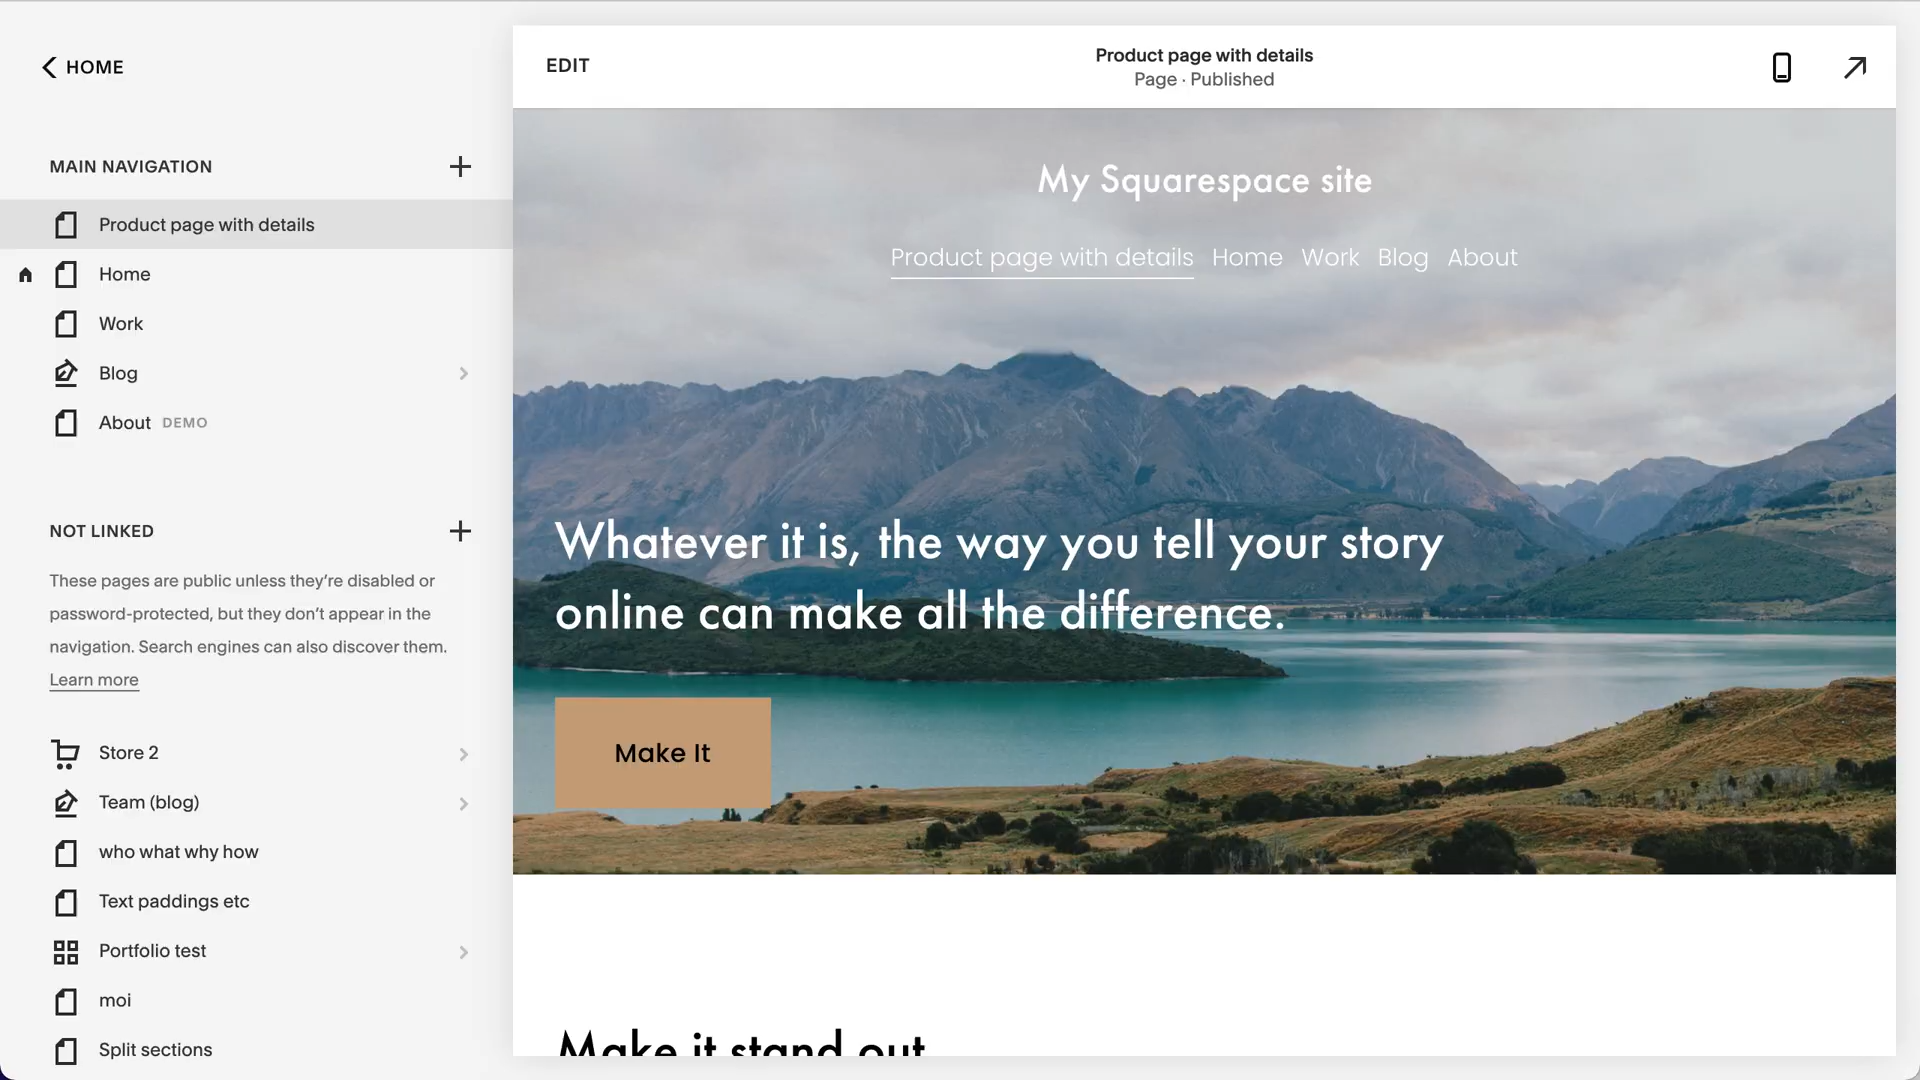 HOME
MAIN NAVIGATION
Product page with details
Home
Work
Blog
About DEMO
NOT LINKED
These pages are public unless they’re disabled or
password-protected, but they don’t appear in the
navigation. Search engines can also discover them.
Learn more
Store 2
Team (blog)
who what why how
Text paddings etc
Portfolio test
moi
Split sections
EDIT
Product page with details
Page · Published
My Squarespace site
Product page with details Home Work Blog About
Whatever it is, the way you tell your story
online can make all the difference.
Make It
Make it stand out